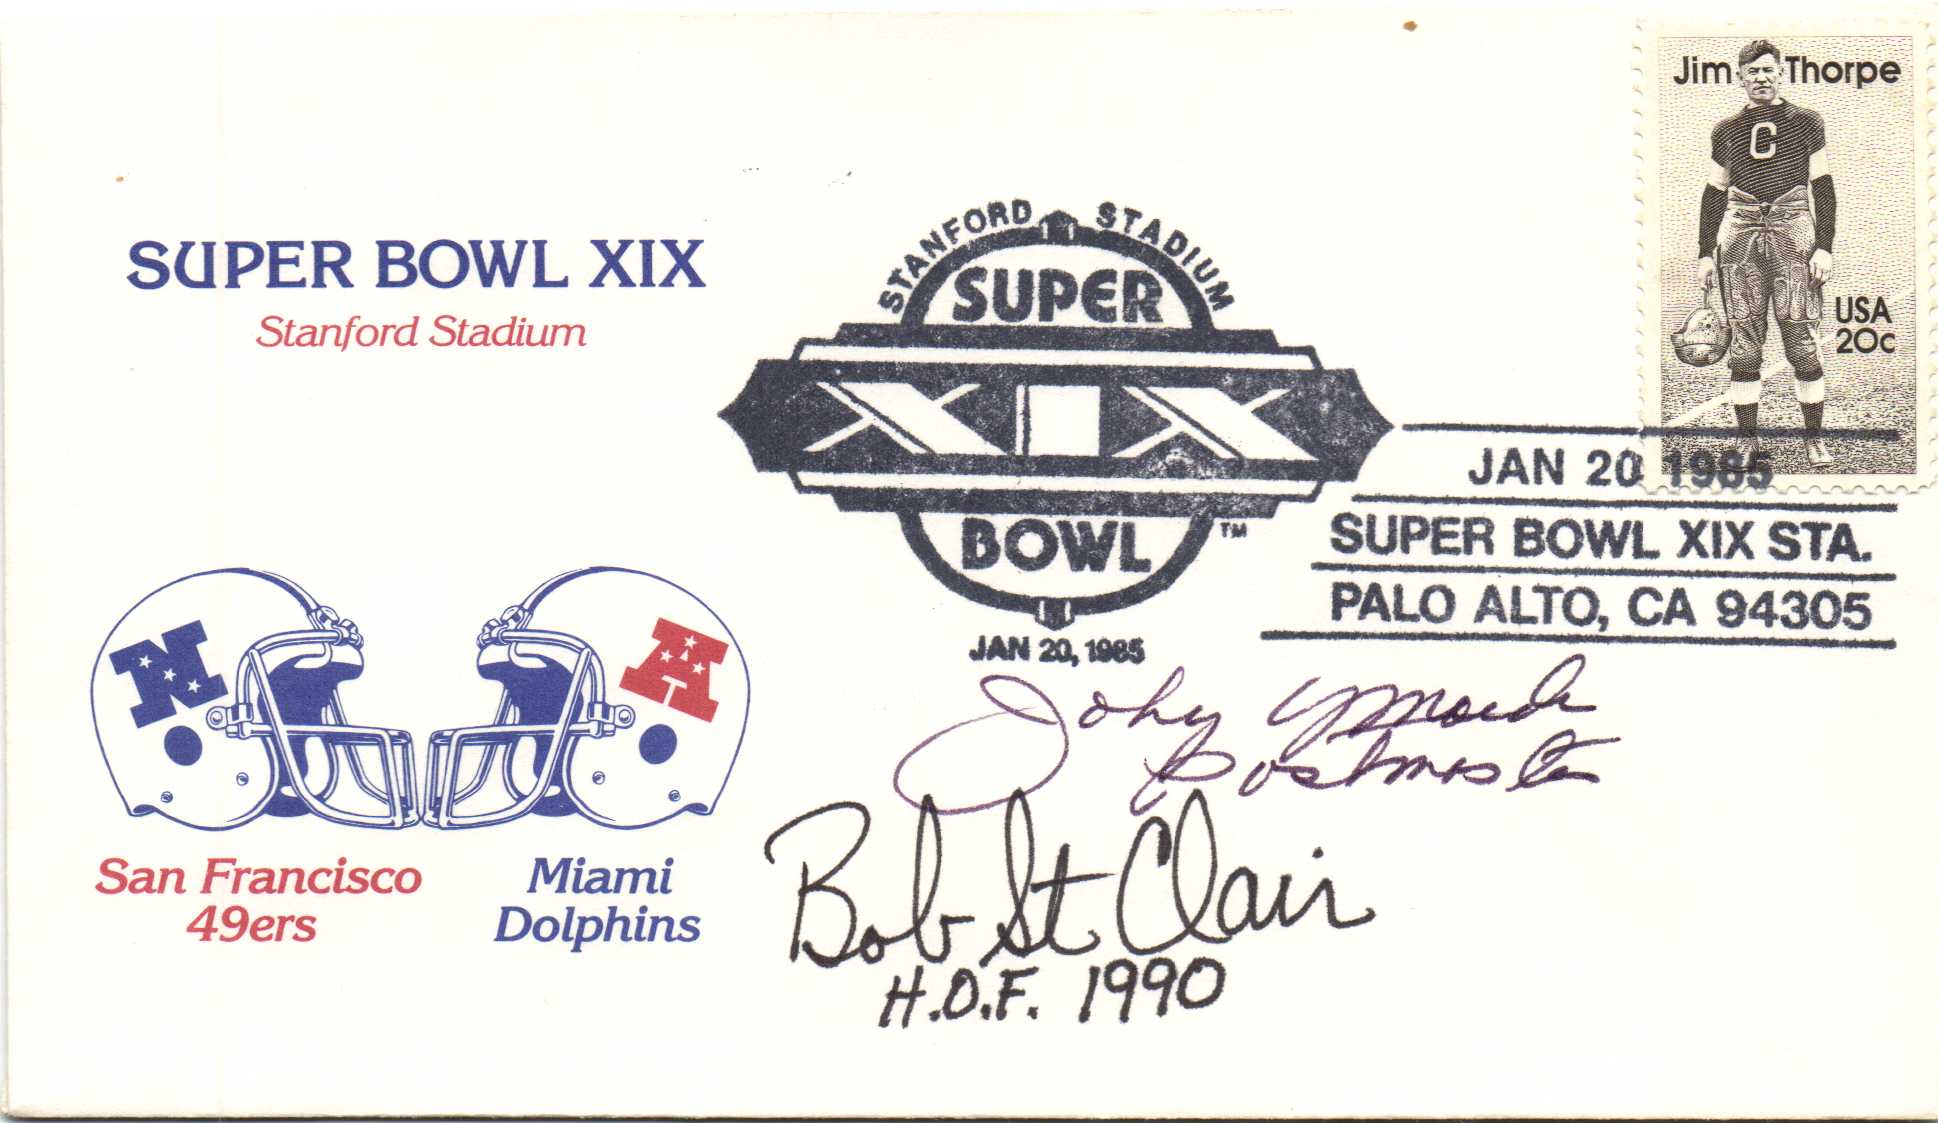 Jim Thorpe
C
USA
20c
SUPER BOWL XIX
Stanford Stadium
STANFORD STADIUM
SUPER
XIX
BOWL
TM
JAN 20, 1985
JAN 20 1985
SUPER BOWL XIX STA.
PALO ALTO, CA 94305
N
A
San Francisco
49ers
Miami
Dolphins
John
Postmaster
Bob St Clair
H.O.F. 1990